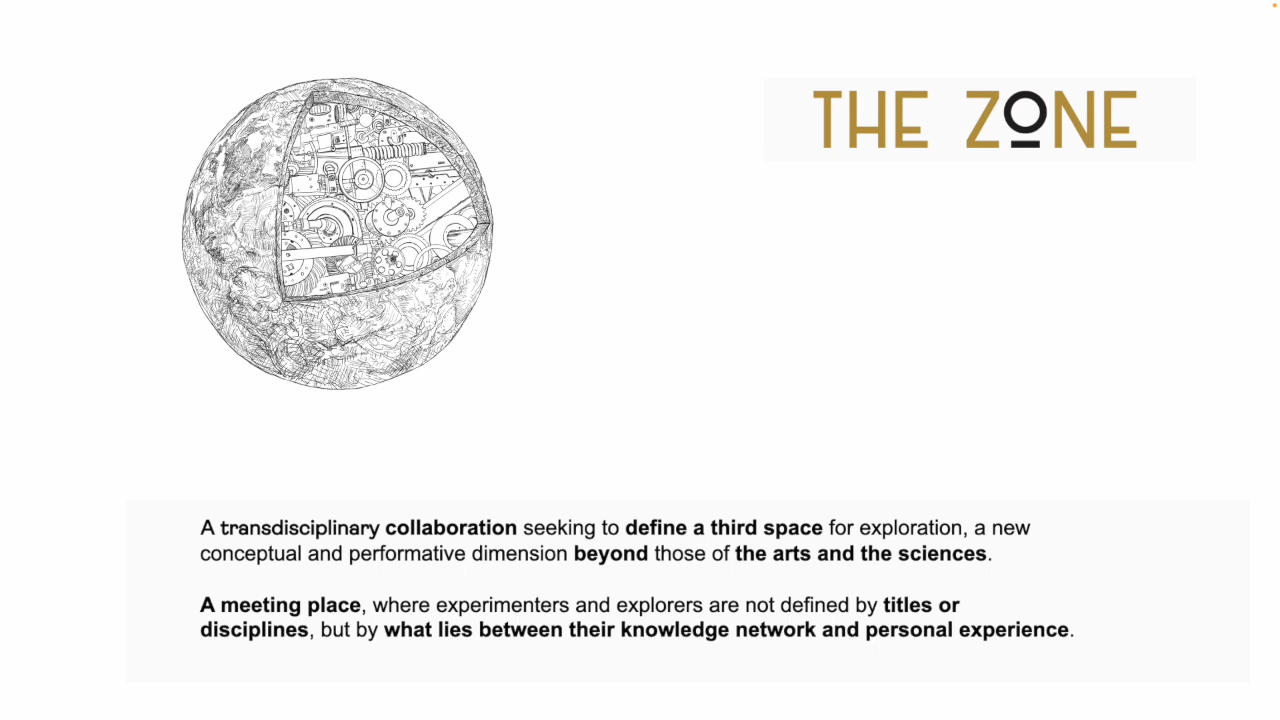 THE ZONE
A transdisciplinary collaboration seeking to define a third space for exploration, a new
conceptual and performative dimension beyond those of the arts and the sciences.
A meeting place, where experimenters and explorers are not defined by titles or
disciplines, but by what lies between their knowledge network and personal experience.